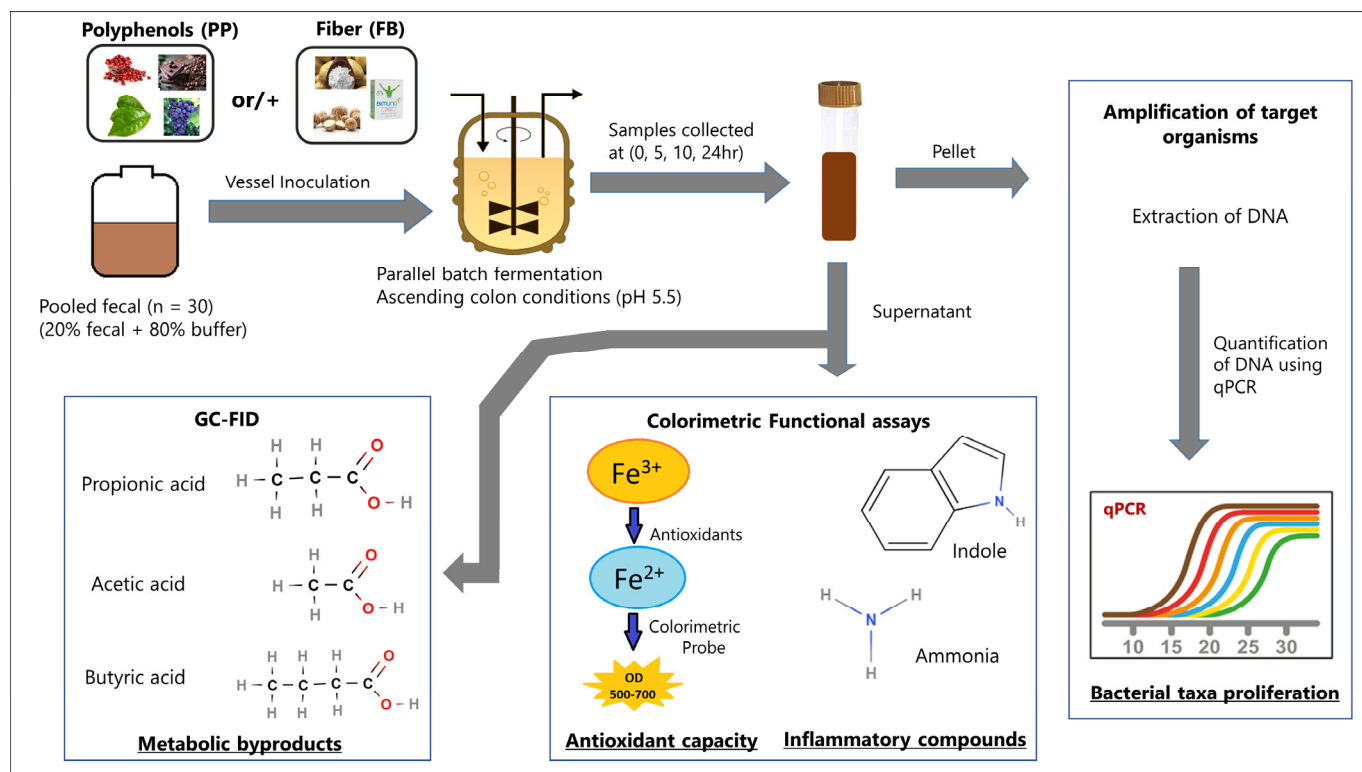 Polyphenols (PP)
Fiber (FB)
or/+
Bimuno
Vessel Inoculation
Samples collected
at (0, 5, 10, 24hr)
Pellet
Amplification of target
organisms
Extraction of DNA
Pooled fecal (n = 30)
(20% fecal + 80% buffer)
Parallel batch fermentation
Ascending colon conditions (pH 5.5)
Supernatant
Quantification
of DNA using
qPCR
GC-FID
Propionic acid
H H O
H C C C
H H O H
Acetic acid
H O
H C C
H O H
Butyric acid
H H H O
H C C C C
H H H O H
Metabolic byproducts
Colorimetric Functional assays
Fe3+
Antioxidants
Fe2+
Colorimetric
Probe
OD
500-700
Antioxidant capacity
N
H
Indole
H H
N
H
Ammonia
Inflammatory compounds
qPCR
10 15 20 25 30
Bacterial taxa proliferation